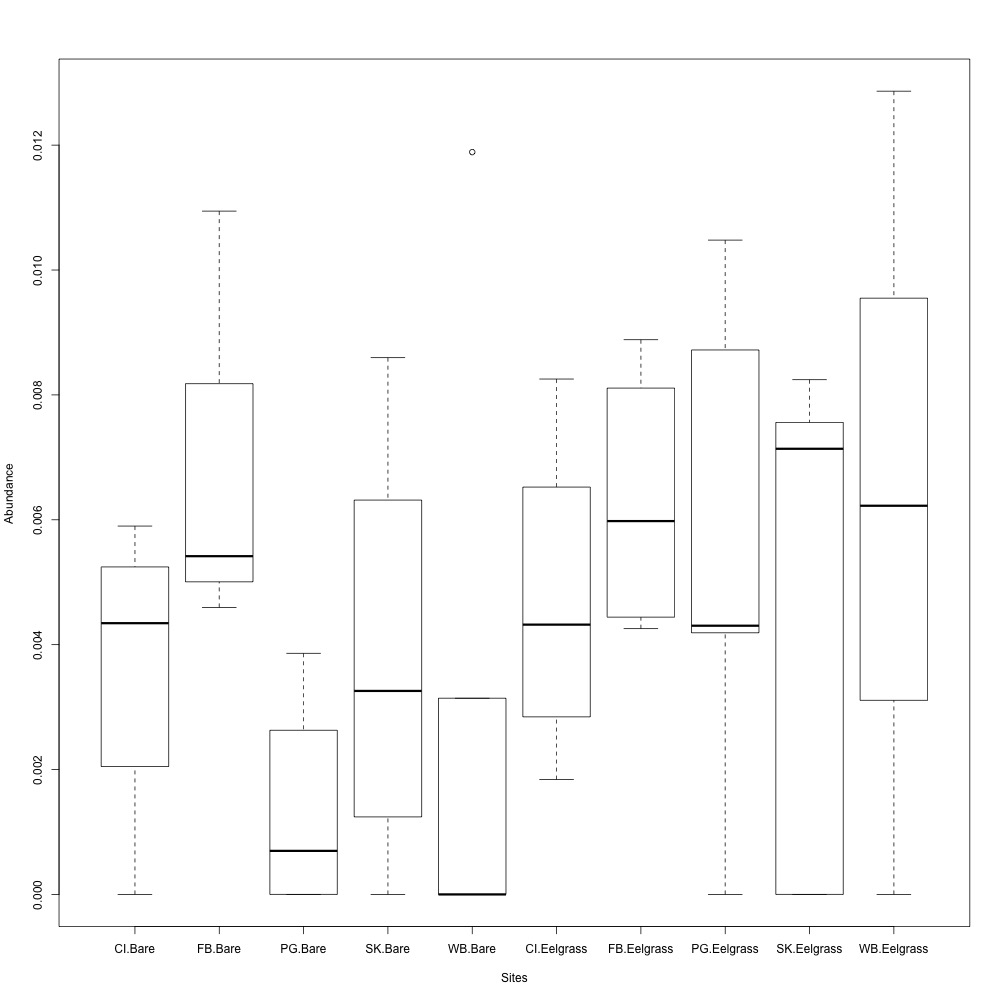 Abundance
0.012
0.010
0.008
0.006
0.004
0.002
0.000
CI.Bare FB.Bare PG.Bare SK.Bare WB.Bare CI.Eelgrass FB.Eelgrass PG.Eelgrass SK.Eelgrass WB.Eelgrass
Sites